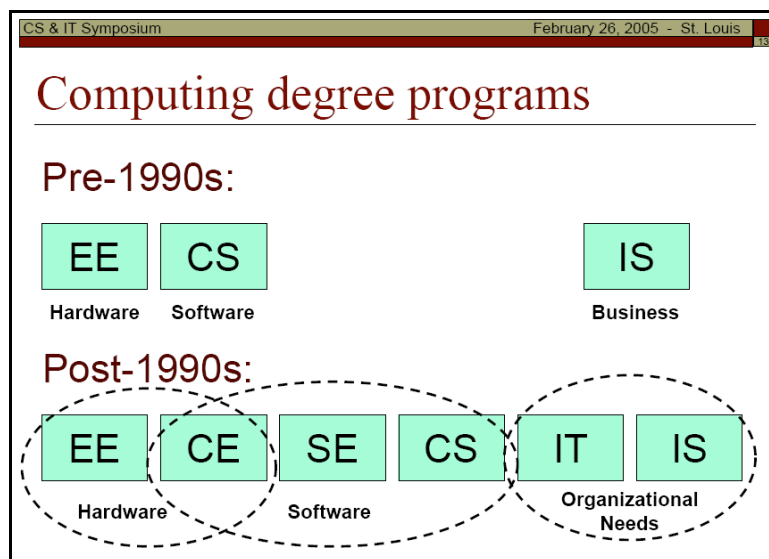 CS & IT Symposium February 26, 2005 - St. Louis
13
Computing degree programs
Pre-1990s:
EE CS IS
Hardware Software Business
Post-1990s:
EE CE SE CS IT IS
Hardware Software Organizational
Needs